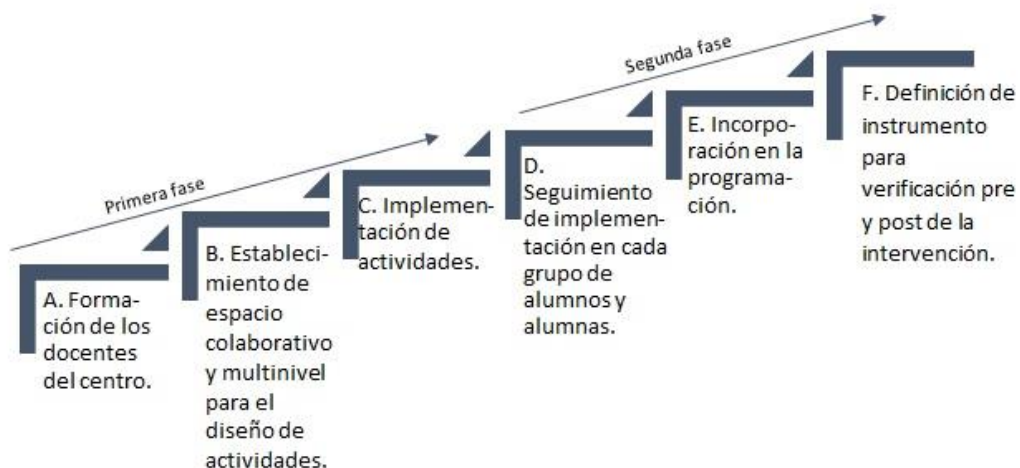 Primera fase
A. Forma-
ción de los
docentes
del centro.
B. Estableci-
miento de
espacio
colaborativo
y multinivel
para el
diseño de
actividades.
C. Implemen-
tación de
actividades.
Segunda fase
D.
Seguimiento
de implemen-
tación en cada
grupo de
alumnos y
alumnas.
E. Incorpo-
ración en la
programa-
ción.
F. Definición de
instrumento
para
verificación pre
y post de la
intervención.